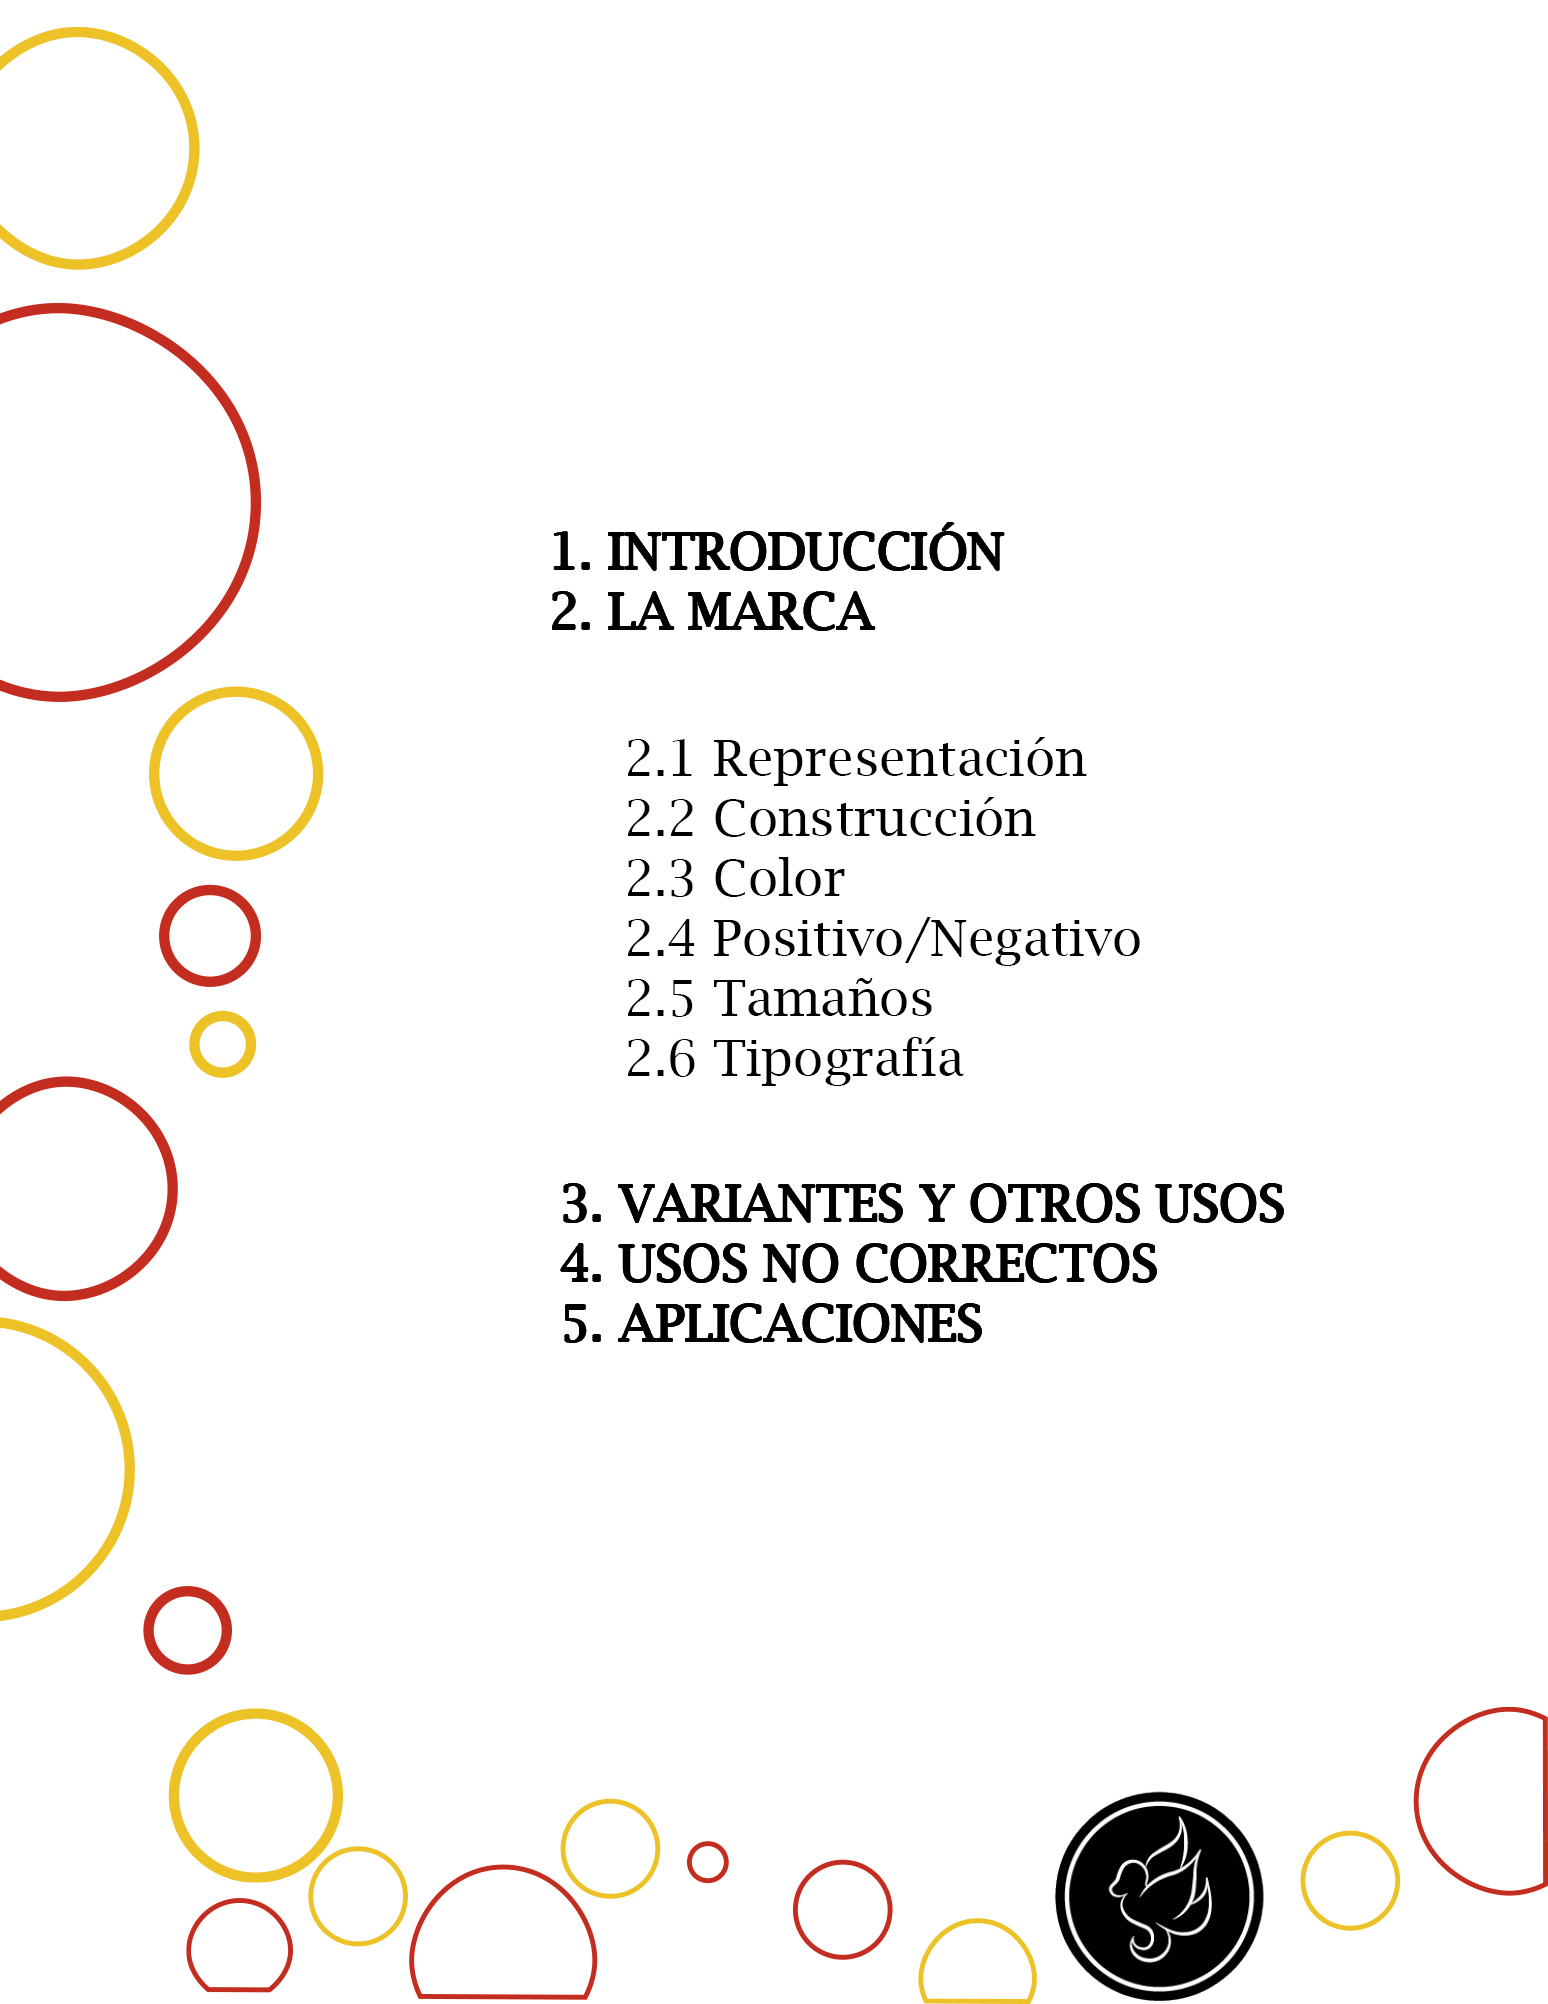 1. INTRODUCCIÓN
2. LA MARCA
2.1 Representación
2.2 Construcción
2.3 Color
2.4 Positivo/Negativo
2.5 Tamaños
2.6 Tipografía
3. VARIANTES Y OTROS USOS
4. USOS NO CORRECTOS
5. APLICACIONES